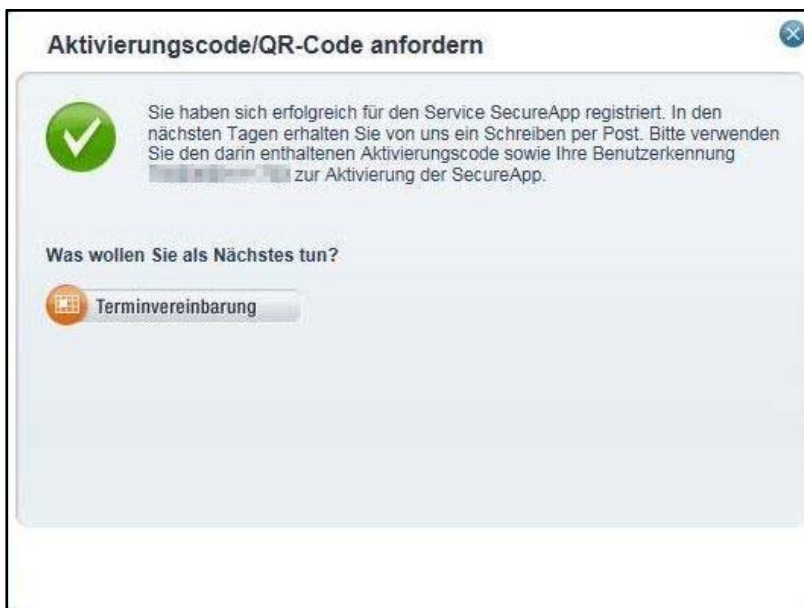 Aktivierungscode/QR-Code anfordern
Sie haben sich erfolgreich für den Service SecureApp registriert. In den
nächsten Tagen erhalten Sie von uns ein Schreiben per Post. Bitte verwenden
Sie den darin enthaltenen Aktivierungscode sowie Ihre Benutzerkennung
zur Aktivierung der SecureApp.
Was wollen Sie als Nächstes tun?
Terminvereinbarung